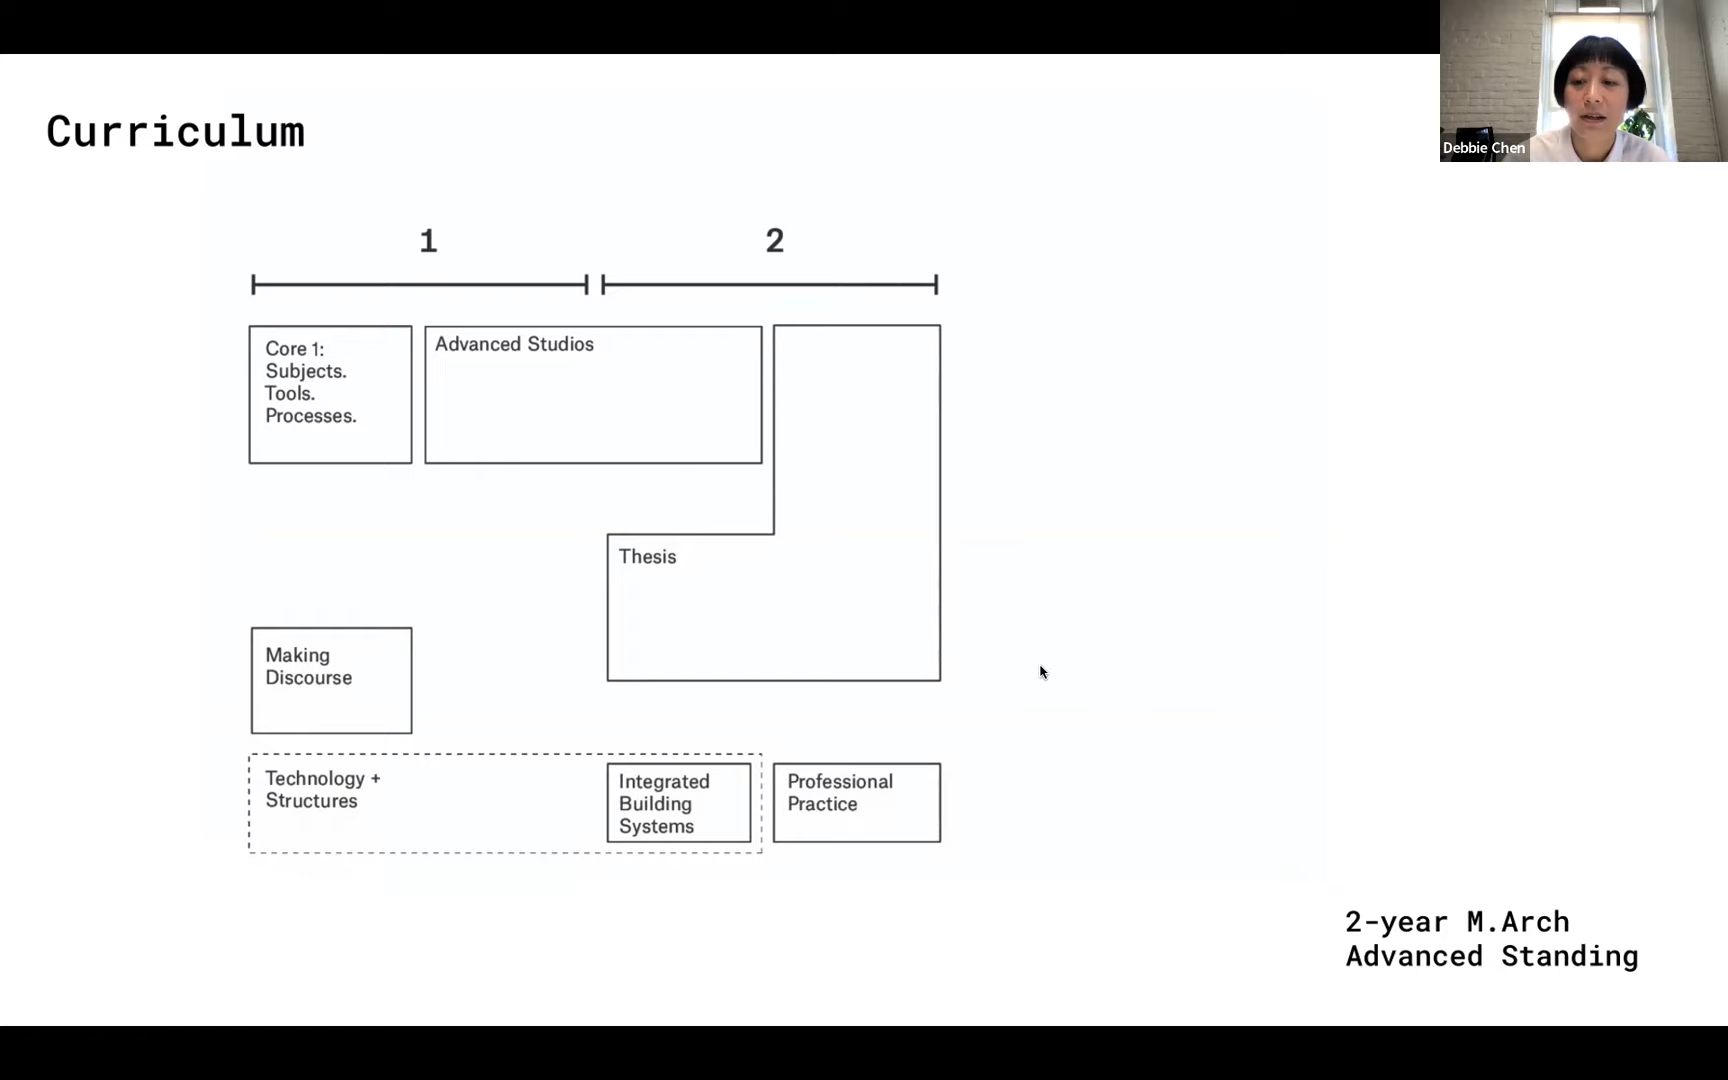 Curriculum
Debbie Chen
1
2
Core 1:
Subjects.
Tools.
Processes.
Advanced Studios
Thesis
Making
Discourse
Technology +
Structures
Integrated
Building
Systems
Professional
Practice
2-year M.Arch
Advanced Standing